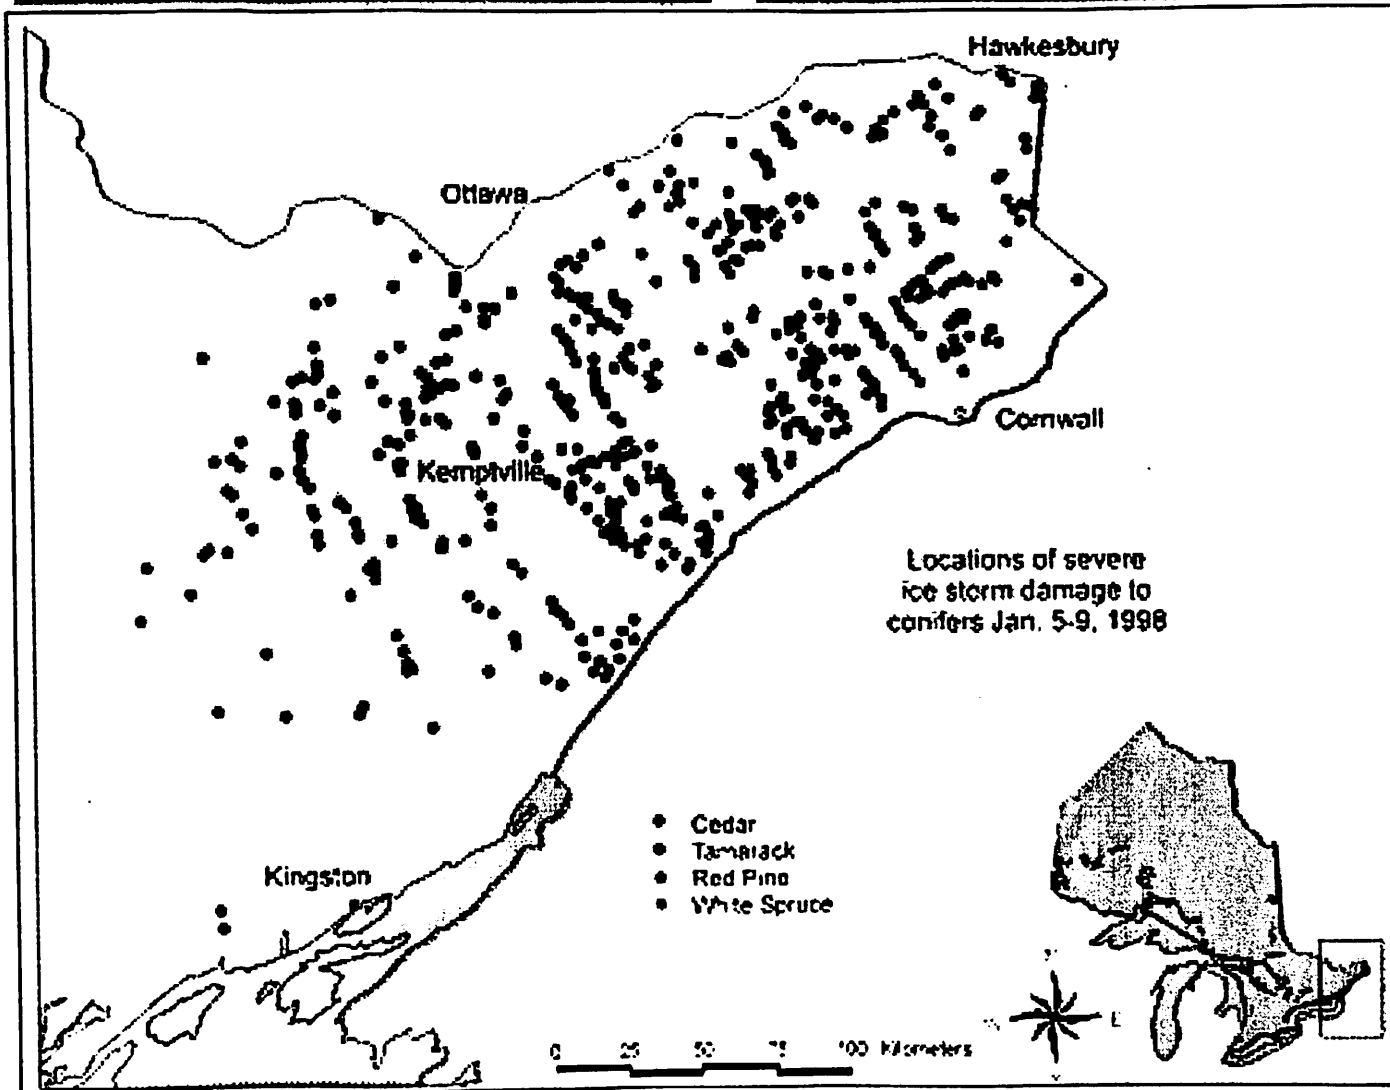 Hawkesbury
Ottawa
Cornwall
Kemptville
Locations of severe
ice storm damage to
conifers Jan. 5-9, 1998
Cedar
Tamarack
Red Pine
White Spruce
Kingston
E
0 25 50 75 100 Kilometers